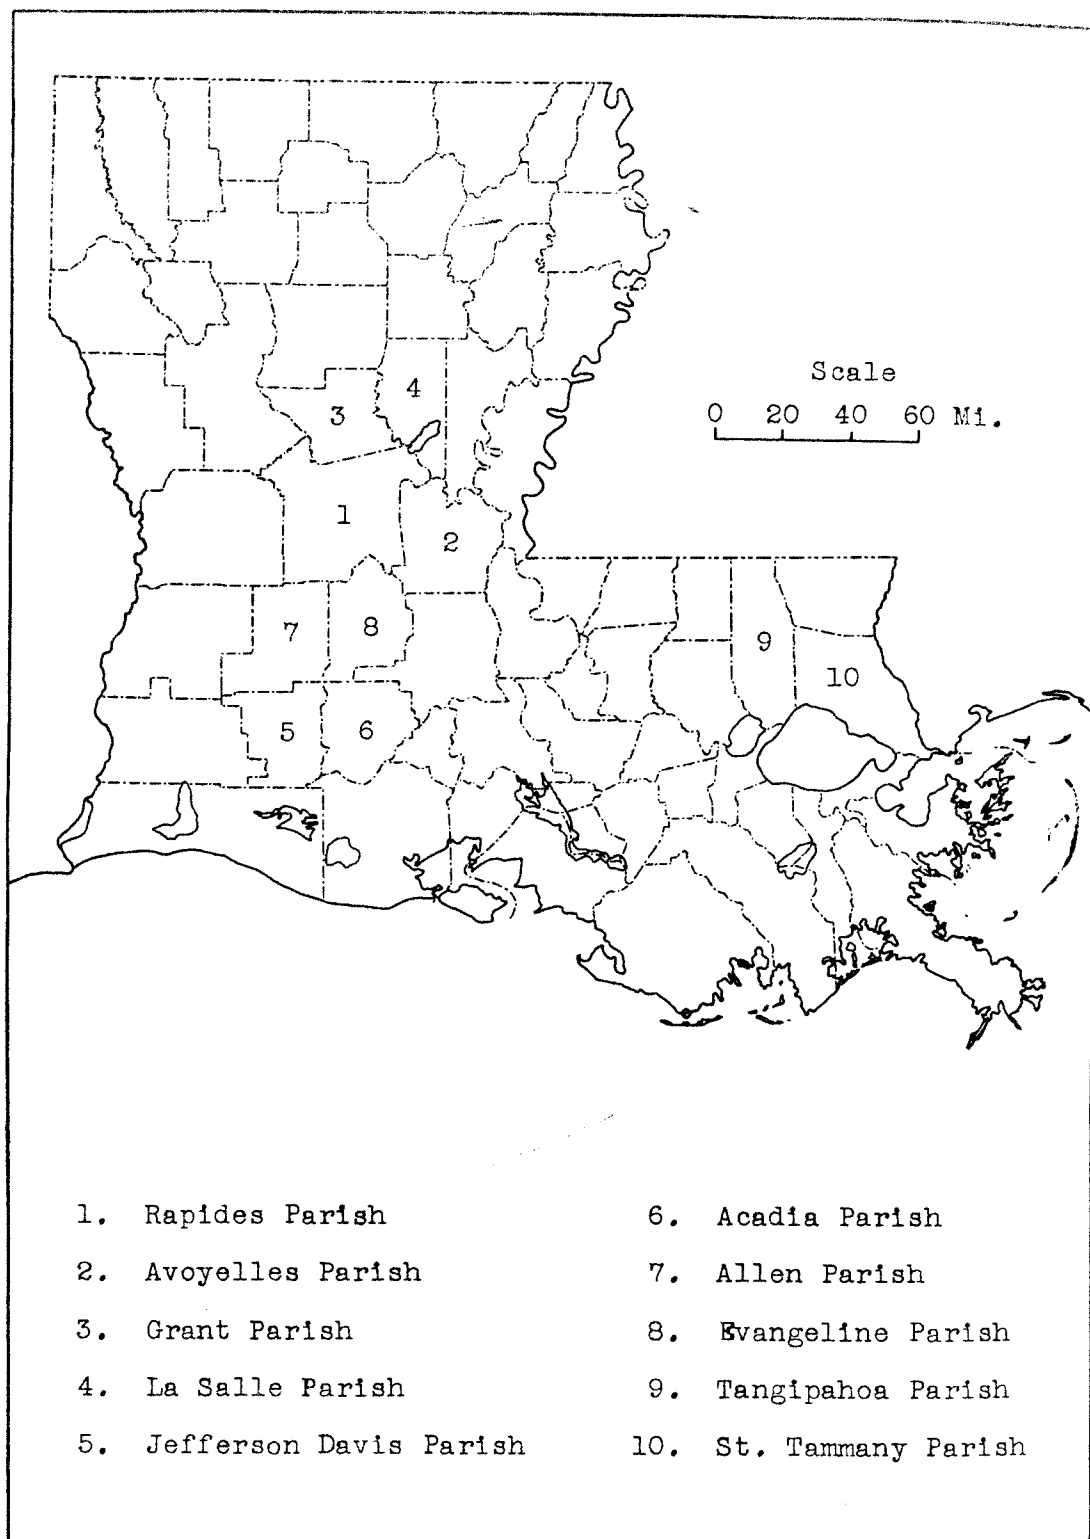 Scale
0 20 40 60 Mi.
4
3
1
2
7
8
9
10
5
6
1. Rapides Parish
2. Avoyelles Parish
3. Grant Parish
4. La Salle Parish
5. Jefferson Davis Parish
6. Acadia Parish
7. Allen Parish
8. Evangeline Parish
9. Tangipahoa Parish
10. St. Tammany Parish